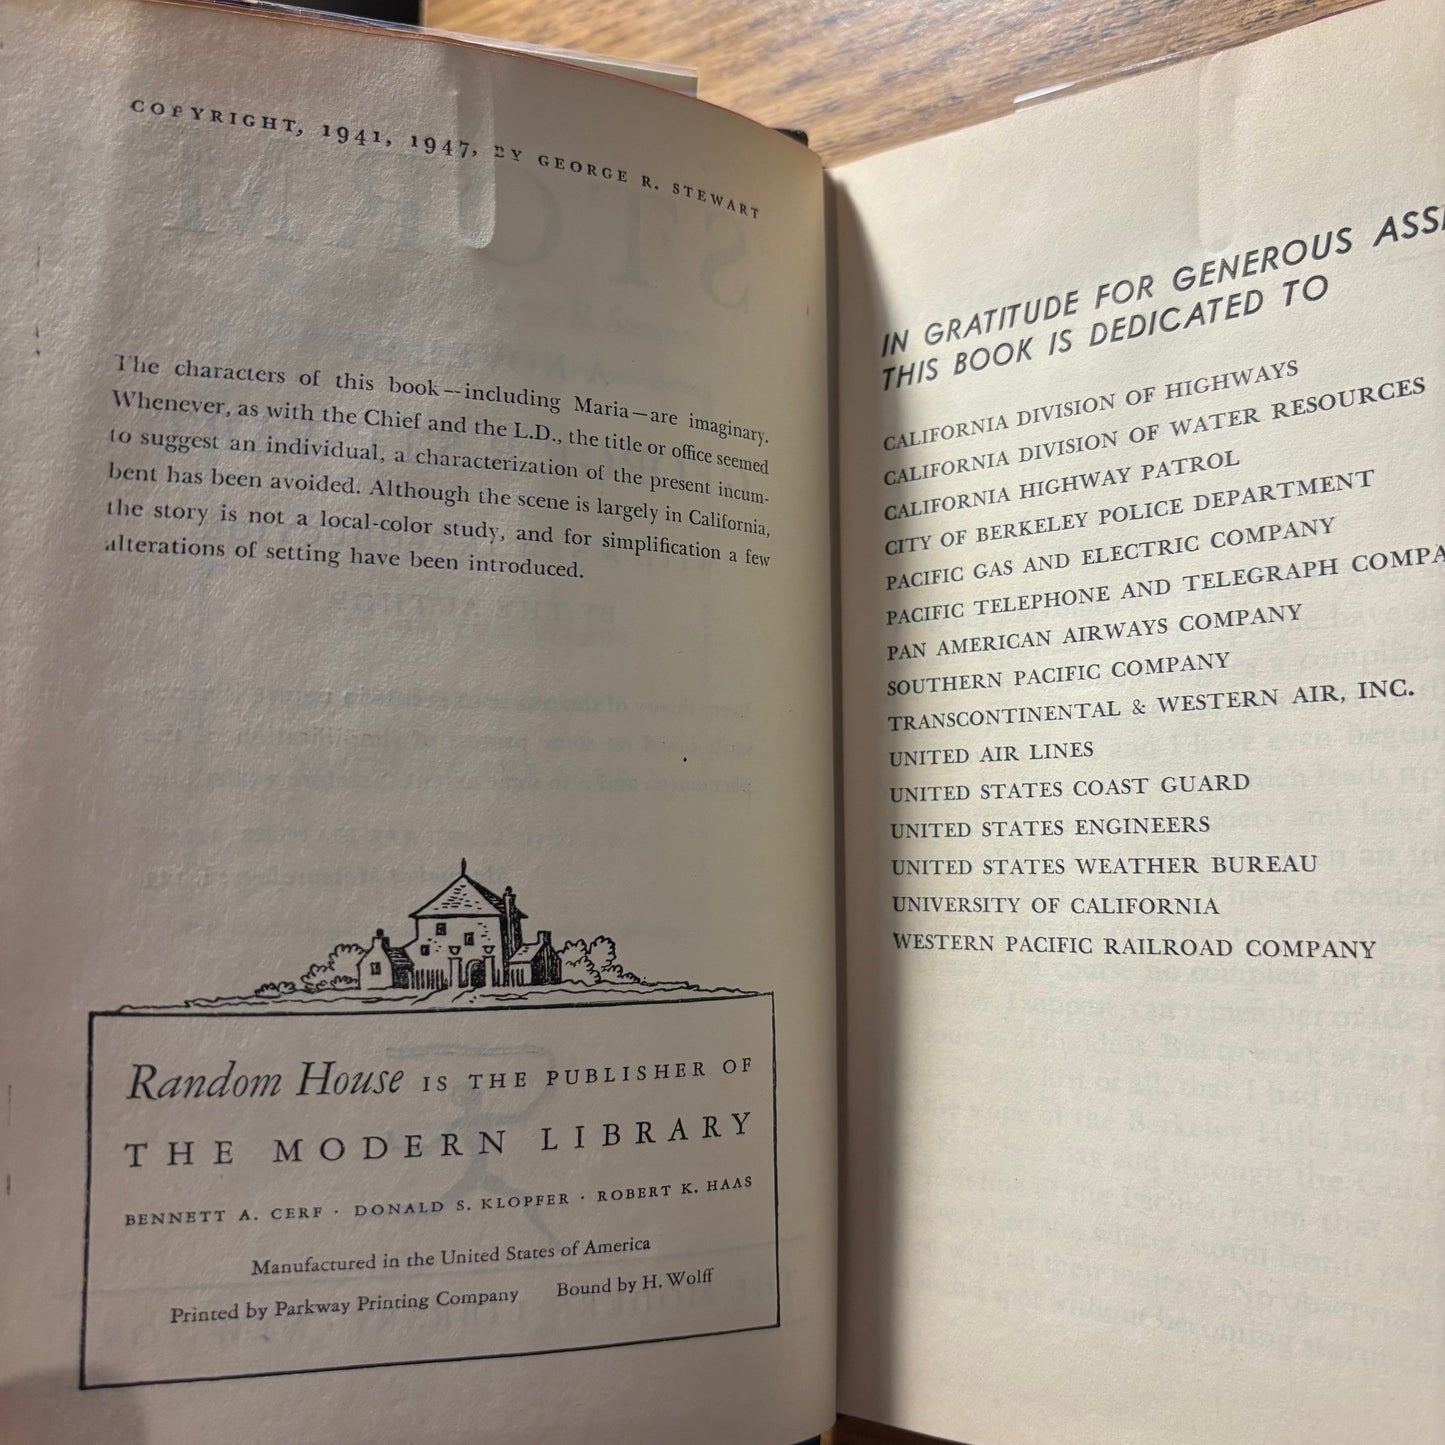 COPYRIGHT, 1941, 1947, BY GEORGE R. STEWART
The characters of this book—including Maria—are imaginary.
Whenever, as with the Chief and the L.D., the title or office seemed
to suggest an individual, a characterization of the present incum-
bent has been avoided. Although the scene is largely in California,
the story is not a local-color study, and for simplification a few
alterations of setting have been introduced.
Random House IS THE PUBLISHER OF
THE MODERN LIBRARY
BENNETT A. CERF · DONALD S. KLOPFER · ROBERT K. HAAS
Manufactured in the United States of America
Printed by Parkway Printing Company Bound by H. Wolff
IN GRATITUDE FOR GENEROUS
THIS BOOK IS DEDICATED TO
CALIFORNIA DIVISION OF HIGHWAYS
CALIFORNIA DIVISION OF WATER RESOURCES
CALIFORNIA HIGHWAY PATROL
CITY OF BERKELEY POLICE DEPARTMENT
PACIFIC GAS AND ELECTRIC COMPANY
PACIFIC TELEPHONE AND TELEGRAPH COMPA
PAN AMERICAN AIRWAYS COMPANY
SOUTHERN PACIFIC COMPANY
TRANSCONTINENTAL & WESTERN AIR, INC.
UNITED AIR LINES
UNITED STATES COAST GUARD
UNITED STATES ENGINEERS
UNITED STATES WEATHER BUREAU
UNIVERSITY OF CALIFORNIA
WESTERN PACIFIC RAILROAD COMPANY